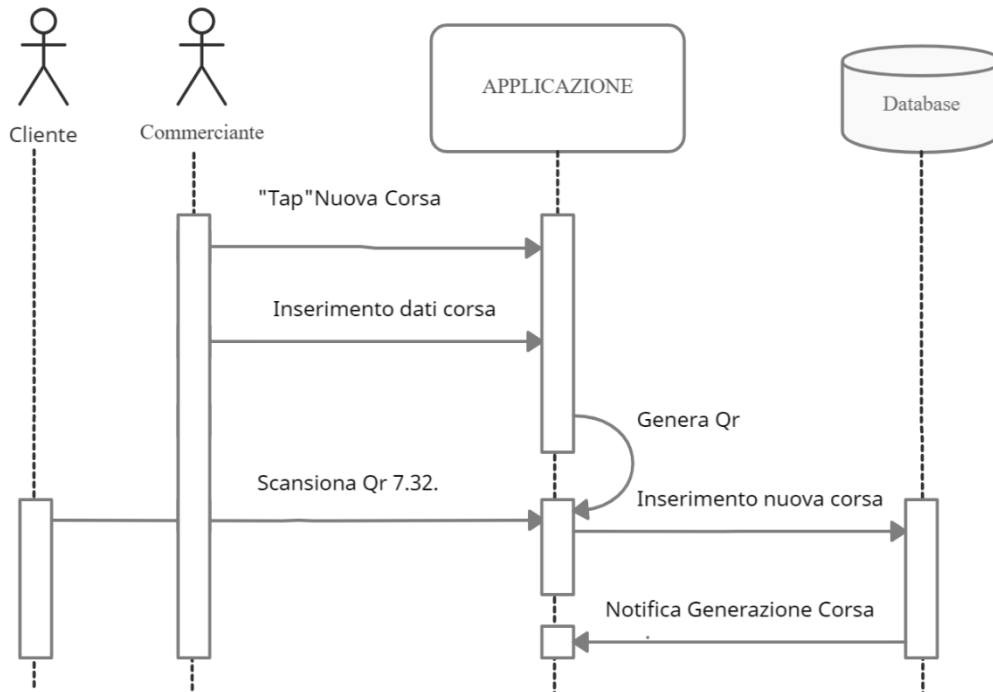 Cliente
Commerciante
APPLICAZIONE
Database
"Tap"Nuova Corsa
Inserimento dati corsa
Genera Qr
Scansiona Qr 7.32.
Inserimento nuova corsa
Notifica Generazione Corsa